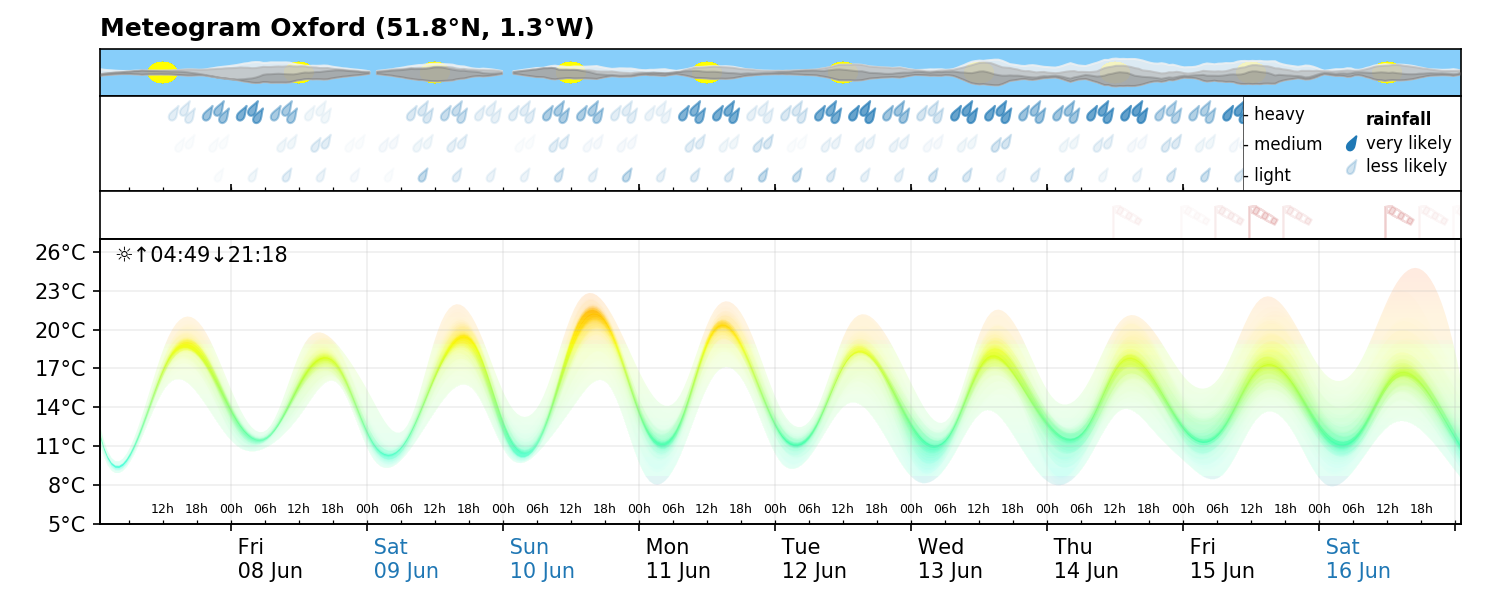 Meteogram Oxford (51.8°N, 1.3°W)
heavy
medium
light
rainfall
very likely
less likely
☼↑04:49↓21:18
26°C
23°C
20°C
17°C
14°C
11°C
8°C
5°C
12h 18h 00h 06h 12h 18h 00h 06h 12h 18h 00h 06h 12h 18h 00h 06h 12h 18h 00h 06h 12h 18h 00h 06h 12h 18h 00h 06h 12h 18h 00h 06h 12h 18h 00h 06h 12h 18h
Fri Sat Sun Mon Tue Wed Thu Fri Sat
08 Jun 09 Jun 10 Jun 11 Jun 12 Jun 13 Jun 14 Jun 15 Jun 16 Jun